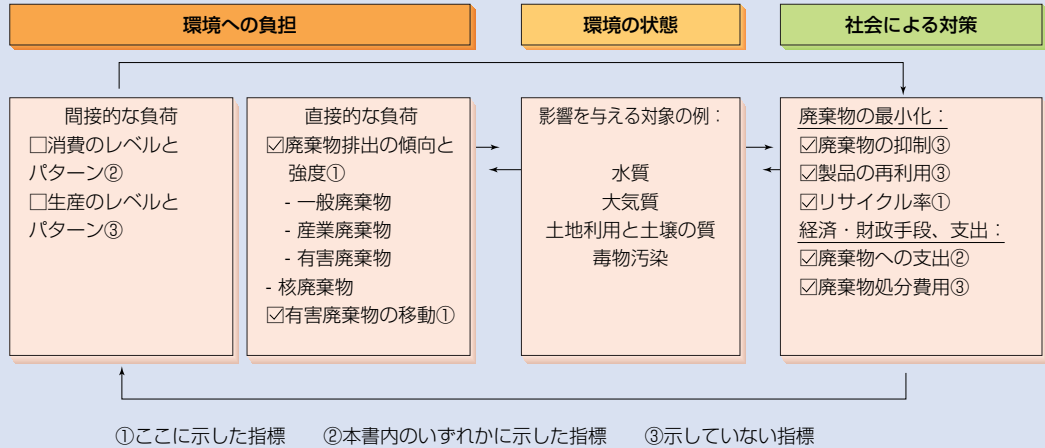 環境への負担
環境の状態
社会による対策
間接的な負荷
□消費のレベルと
パターン②
□生産のレベルと
パターン③
直接的な負荷
☑廃棄物排出の傾向と
強度①
- 一般廃棄物
- 産業廃棄物
- 有害廃棄物
- 核廃棄物
☑有害廃棄物の移動①
影響を与える対象の例：
水質
大気質
土地利用と土壌の質
毒物汚染
廃棄物の最小化：
☑廃棄物の抑制③
☑製品の再利用③
☑リサイクル率①
経済・財政手段、支出：
☑廃棄物への支出②
☑廃棄物処分費用③
①ここに示した指標　②本書内のいずれかに示した指標　③示していない指標